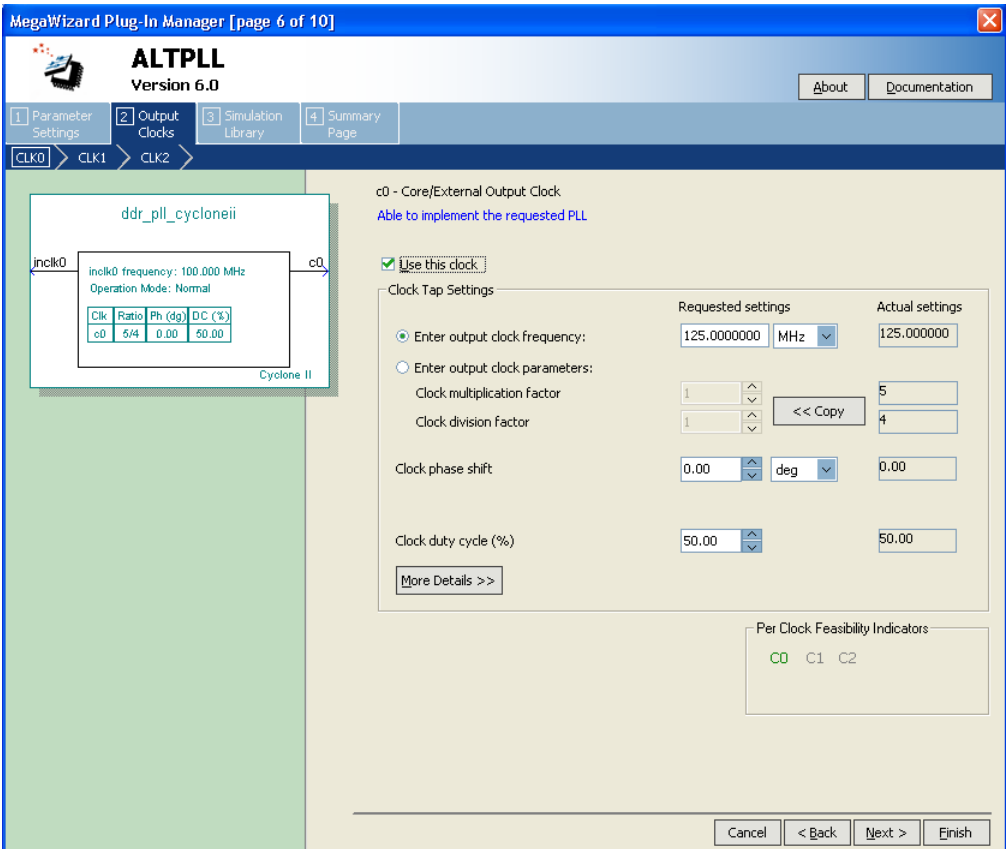 MegaWizard Plug-In Manager [page 6 of 10]
ALTPLL
Version 6.0
About
Documentation
1 Parameter Settings
2 Output Clocks
3 Simulation Library
4 Summary Page
CLK0
CLK1
CLK2
ddr_pll_cycloneii
inclk0
c0
inclk0 frequency: 100.000 MHz
Operation Mode: Normal
Clk Ratio Ph (dg) DC (%)
c0 5/4 0.00 50.00
Cyclone II
c0 - Core/External Output Clock
Able to implement the requested PLL
Use this clock
Clock Tap Settings
Requested settings
Actual settings
Enter output clock frequency:
125.0000000
MHz
125.000000
Enter output clock parameters:
Clock multiplication factor
1
5
<< Copy
Clock division factor
1
4
Clock phase shift
0.00
deg
0.00
Clock duty cycle (%)
50.00
50.00
More Details >>
Per Clock Feasibility Indicators
C0 C1 C2
Cancel
< Back
Next >
Finish